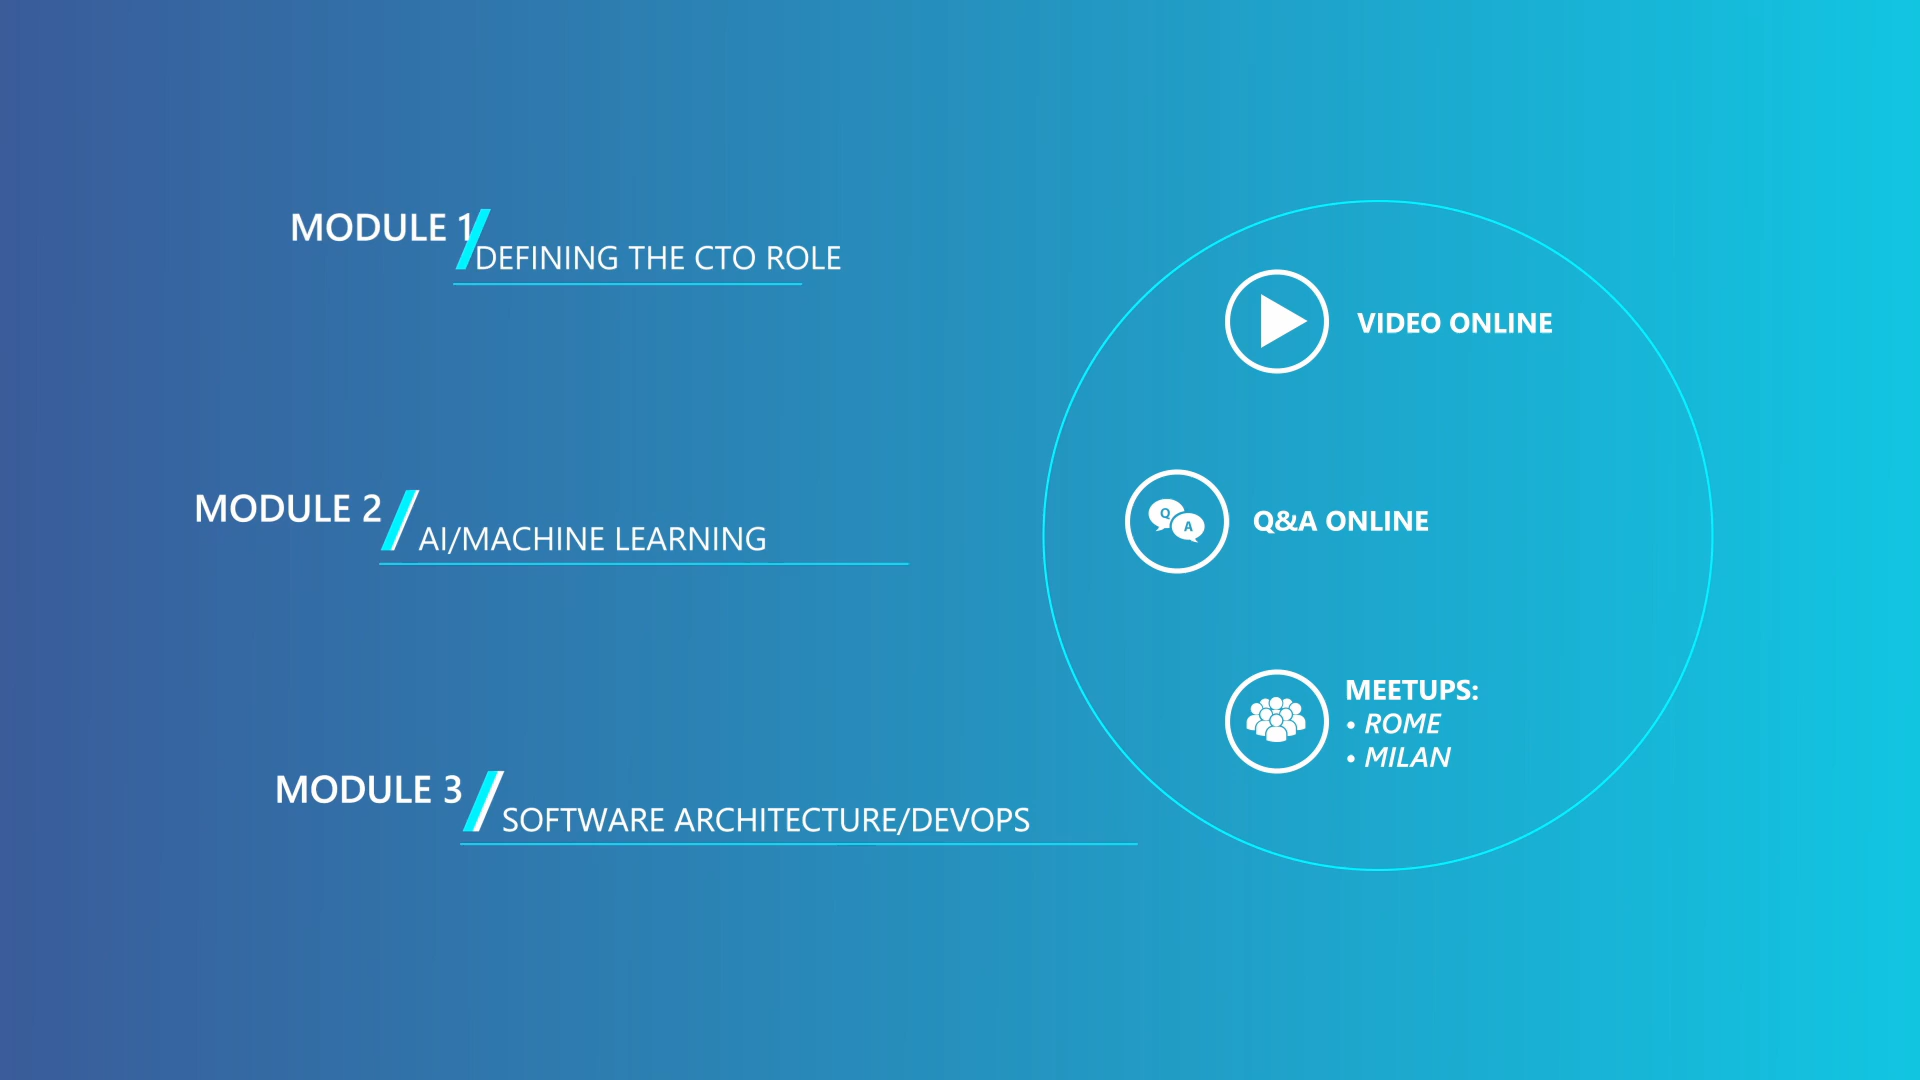 MODULE 1
DEFINING THE CTO ROLE
MODULE 2
AI/MACHINE LEARNING
MODULE 3
SOFTWARE ARCHITECTURE/DEVOPS
VIDEO ONLINE
Q
A
Q&A ONLINE
MEETUPS:
• ROME
• MILAN